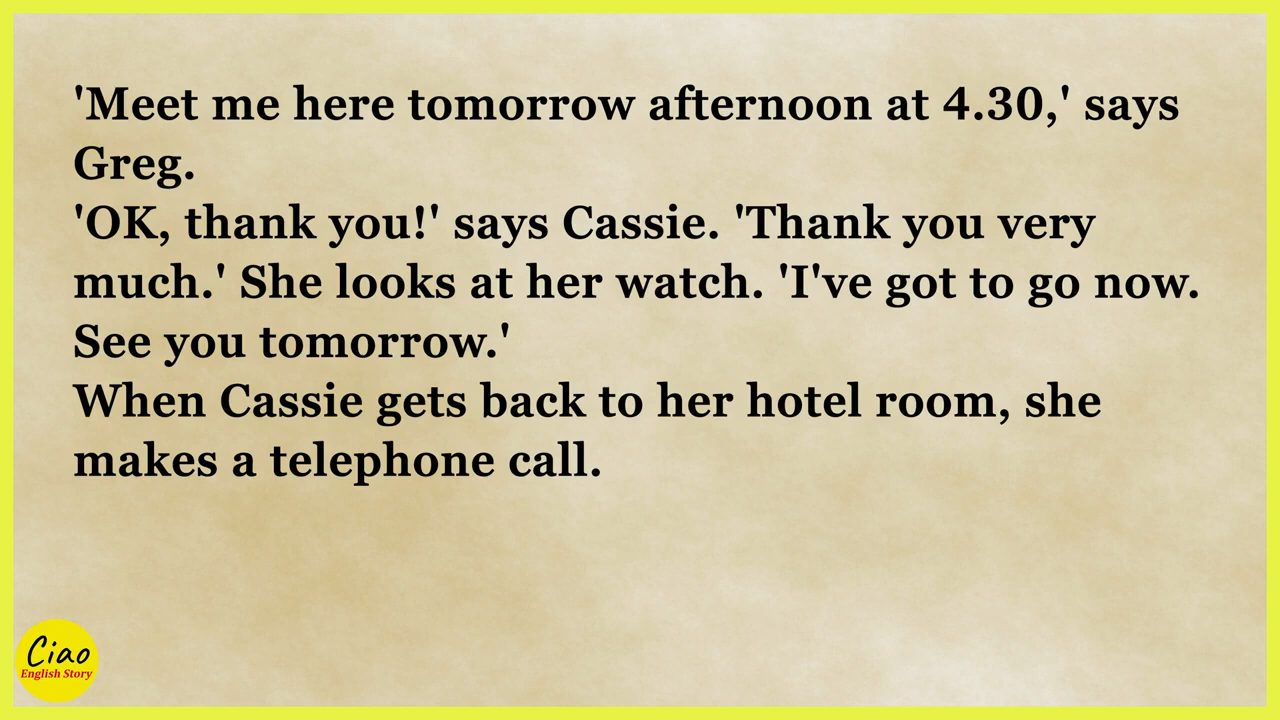 'Meet me here tomorrow afternoon at 4.30,' says
Greg.
'OK, thank you!' says Cassie. 'Thank you very
much.' She looks at her watch. 'I've got to go now.
See you tomorrow.'
When Cassie gets back to her hotel room, she
makes a telephone call.
Ciao
English Story